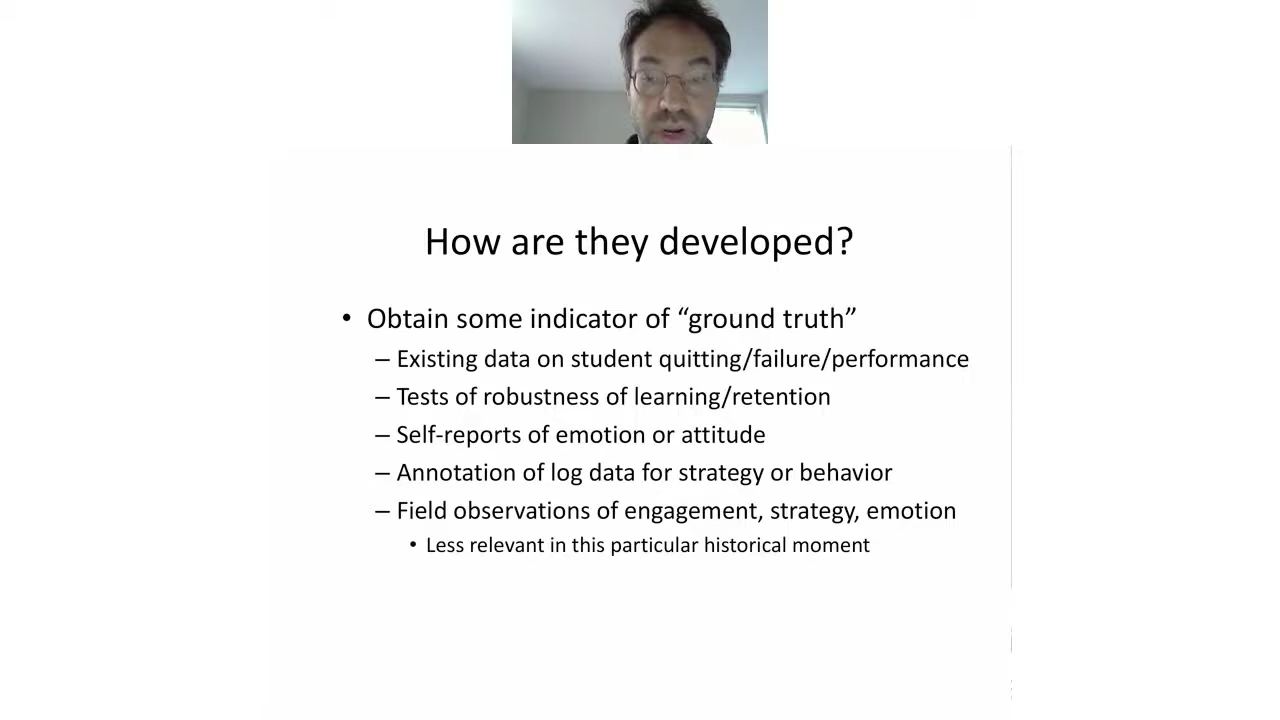 How are they developed?
• Obtain some indicator of “ground truth”
– Existing data on student quitting/failure/performance
– Tests of robustness of learning/retention
– Self-reports of emotion or attitude
– Annotation of log data for strategy or behavior
– Field observations of engagement, strategy, emotion
• Less relevant in this particular historical moment